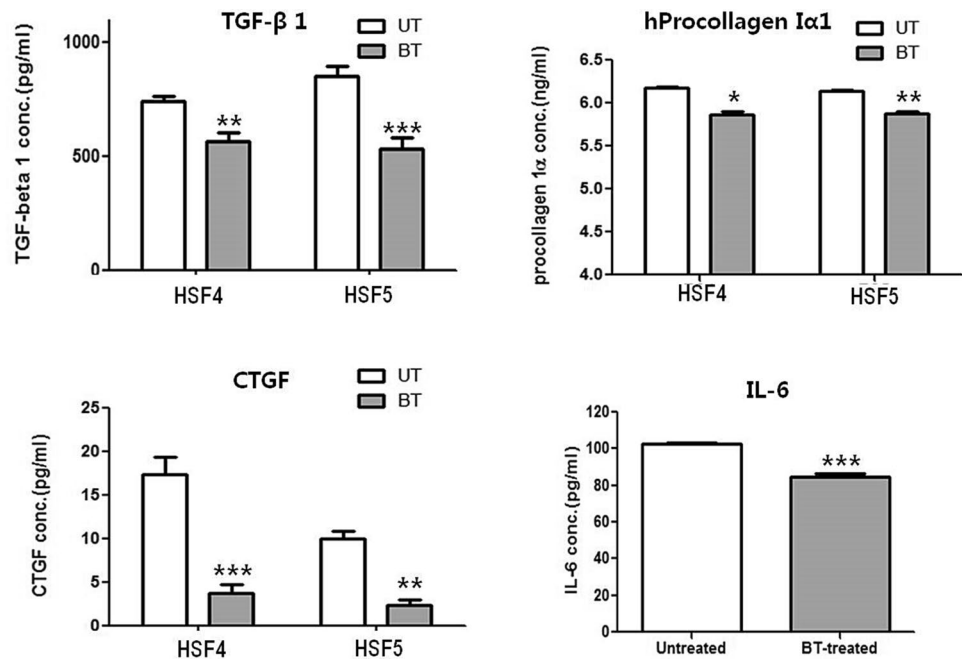 TGF-β 1
UT
BT
TGF-beta 1 conc.(pg/ml)
1000
500
0
**
***
HSF4
HSF5
hProcollagen Iα1
UT
BT
procollagen 1α conc.(ng/ml)
6.5
6.0
5.5
5.0
4.5
4.0
*
**
HSF4
HSF5
CTGF
UT
BT
CTGF conc.(pg/ml)
25
20
15
10
5
0
***
**
HSF4
HSF5
IL-6
IL-6 conc.(pg/ml)
120
100
80
60
40
20
0
***
Untreated
BT-treated